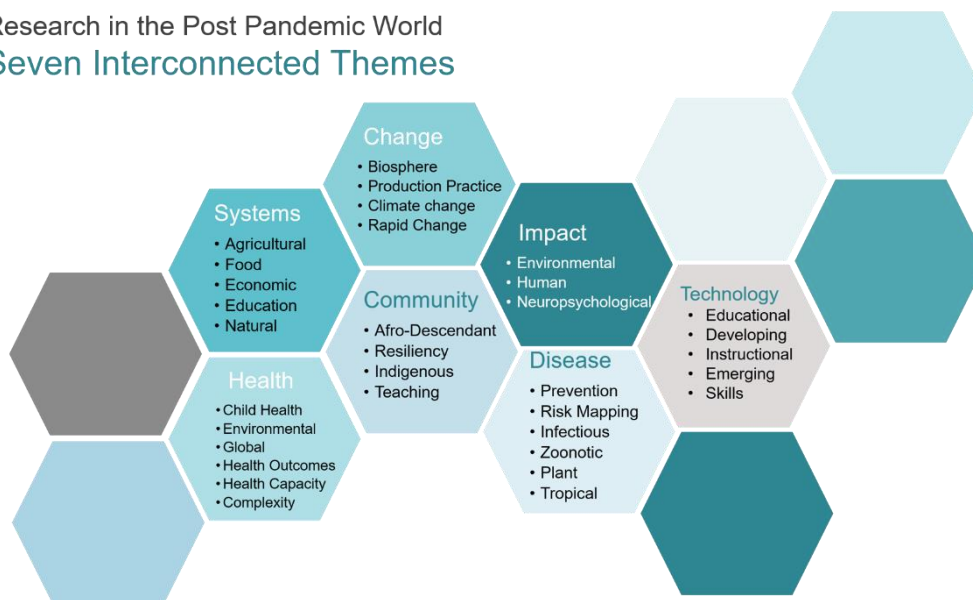 Research in the Post Pandemic World
Seven Interconnected Themes
Change
• Biosphere
• Production Practice
• Climate change
• Rapid Change
Systems
• Agricultural
• Food
• Economic
• Education
• Natural
Impact
• Environmental
• Human
• Neuropsychological
Community
• Afro-Descendant
• Resiliency
• Indigenous
• Teaching
Technology
• Educational
• Developing
• Instructional
• Emerging
• Skills
Health
• Child Health
• Environmental
• Global
• Health Outcomes
• Health Capacity
• Complexity
Disease
• Prevention
• Risk Mapping
• Infectious
• Zoonotic
• Plant
• Tropical